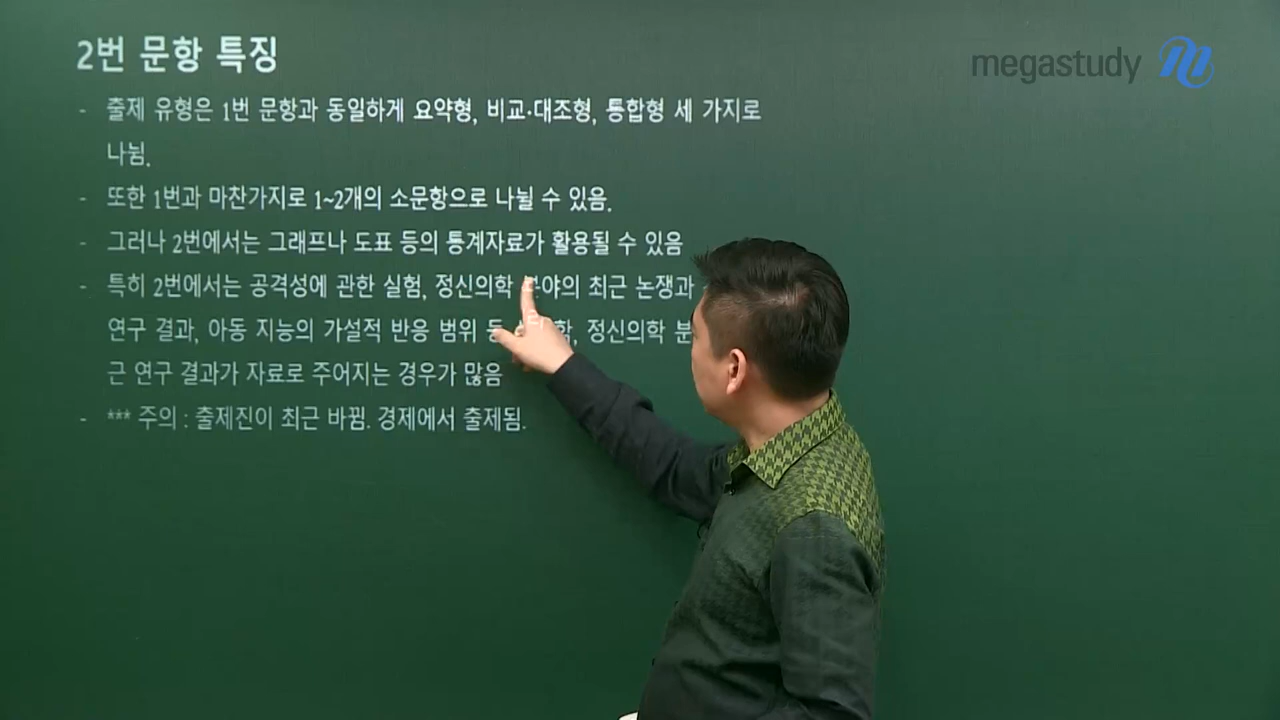 2번 문항 특징
megastudy
- 출제 유형은 1번 문항과 동일하게 요약형, 비교·대조형, 통합형 세 가지로
나뉨.
- 또한 1번과 마찬가지로 1~2개의 소문항으로 나뉠 수 있음.
- 그러나 2번에서는 그래프나 도표 등의 통계자료가 활용될 수 있음
- 특히 2번에서는 공격성에 관한 실험, 정신의학 분야의 최근 논쟁과
연구 결과, 아동 지능의 가설적 반응 범위 정신의학
근 연구 결과가 자료로 주어지는 경우가 많음
- *** 주의 : 출제진이 최근 바뀜. 경제에서 출제됨.